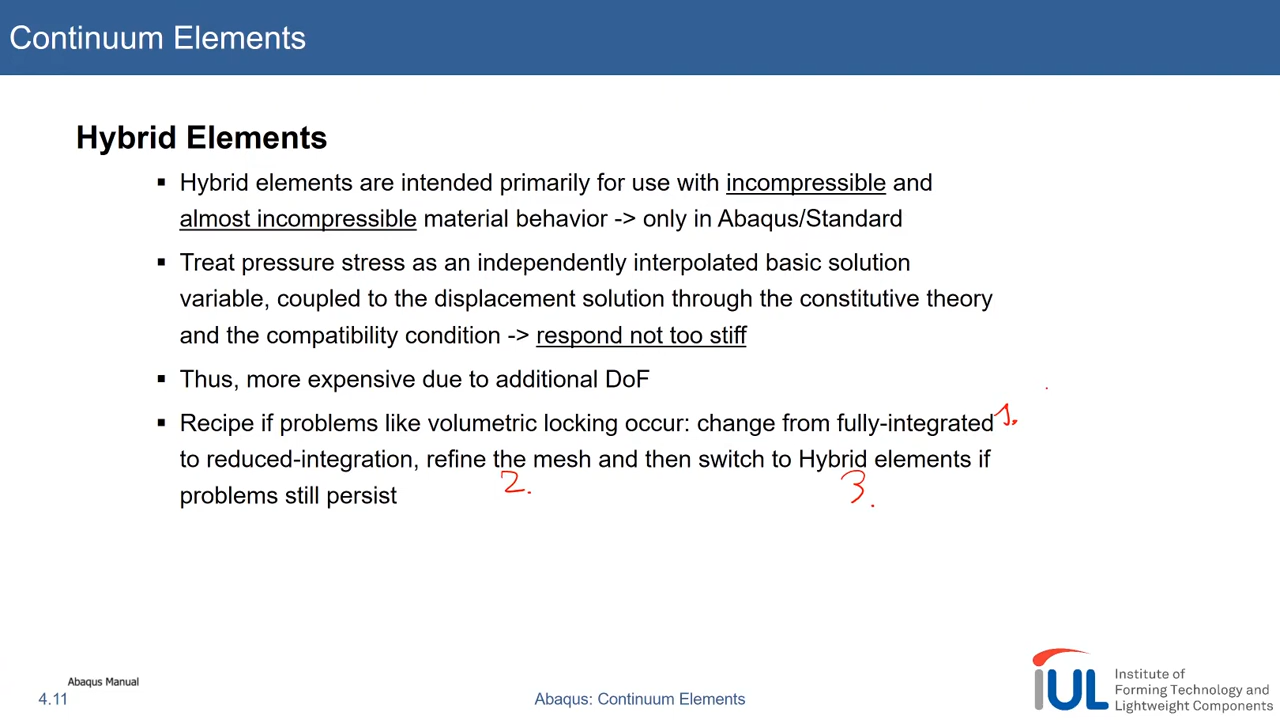 Continuum Elements
Hybrid Elements
▪ Hybrid elements are intended primarily for use with incompressible and
almost incompressible material behavior -> only in Abaqus/Standard
▪ Treat pressure stress as an independently interpolated basic solution
variable, coupled to the displacement solution through the constitutive theory
and the compatibility condition -> respond not too stiff
▪ Thus, more expensive due to additional DoF
▪ Recipe if problems like volumetric locking occur: change from fully-integrated 1.
to reduced-integration, refine the mesh and then switch to Hybrid elements if
2. 3.
problems still persist
Abaqus Manual
4.11
Abaqus: Continuum Elements
IUL
Institute of
Forming Technology and
Lightweight Components